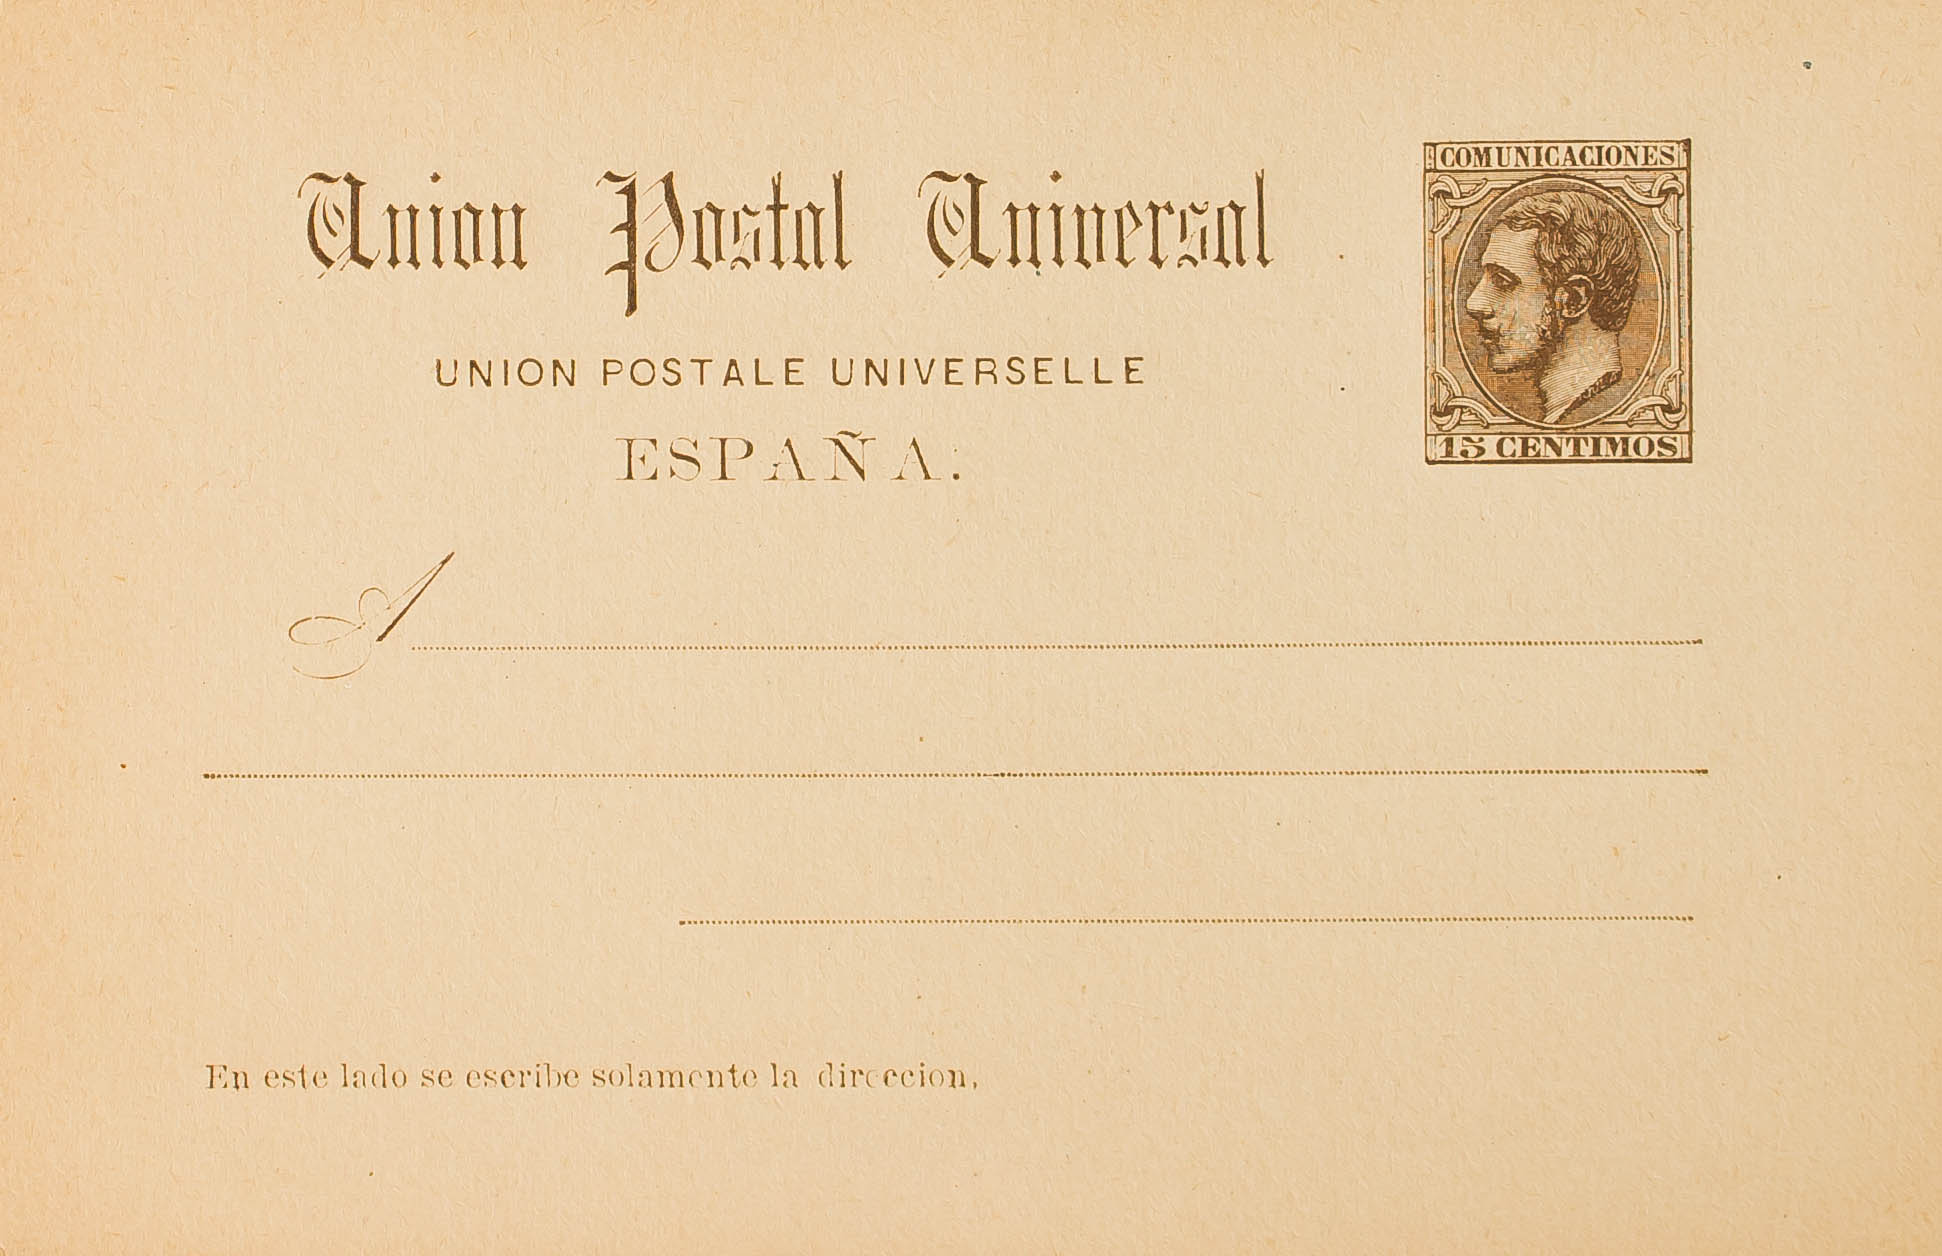 Union Postal Universal
COMUNICACIONES
15 CENTIMOS
UNION POSTALE UNIVERSELLE
ESPAÑA.
A
En este lado se escribe solamente la direccion.